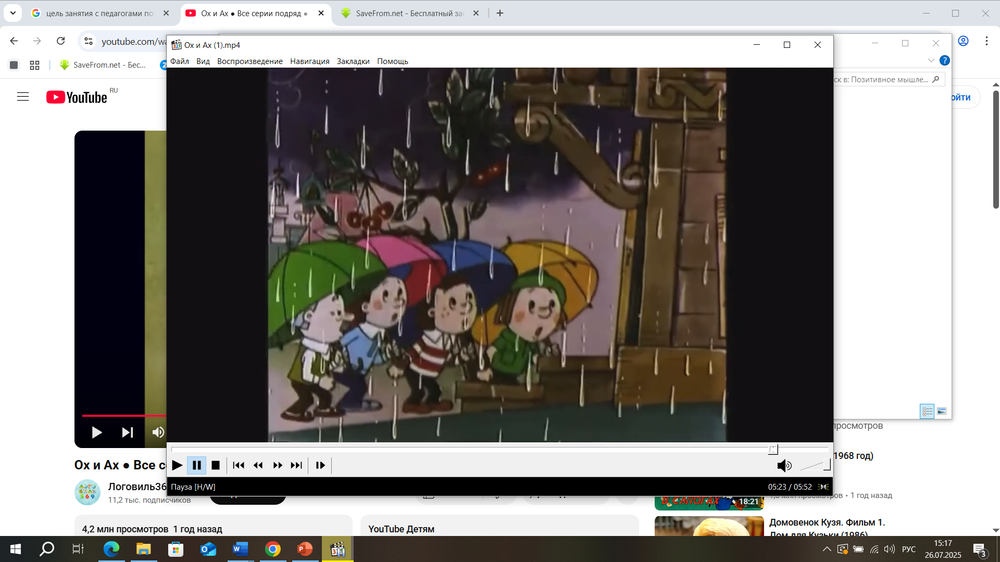 цель занятия с педагогами поз
Ох и Ах ● Все серии подряд ●
SaveFrom.net - Бесплатный заг
youtube.com/wa
SaveFrom.net - Бес...
Ох и Ах (1).mp4
Файл Вид Воспроизведение Навигация Закладки Помощь
ск в: Позитивное мышле...
YouTube RU
ойти
Пауза [H/W]
05:23 / 05:52
Ох и Ах ● Все с
Логовиль36
11,2 тыс. подписчиков
4,2 млн просмотров 1 год назад
YouTube Детям
просмотров
1968 год)
В САПОГАХ
18:21
млн просмотров • 1 год назад
Домовенок Кузя. Фильм 1.
Дом для Кузьки (1986)
РУС
15:17
26.07.2025
3